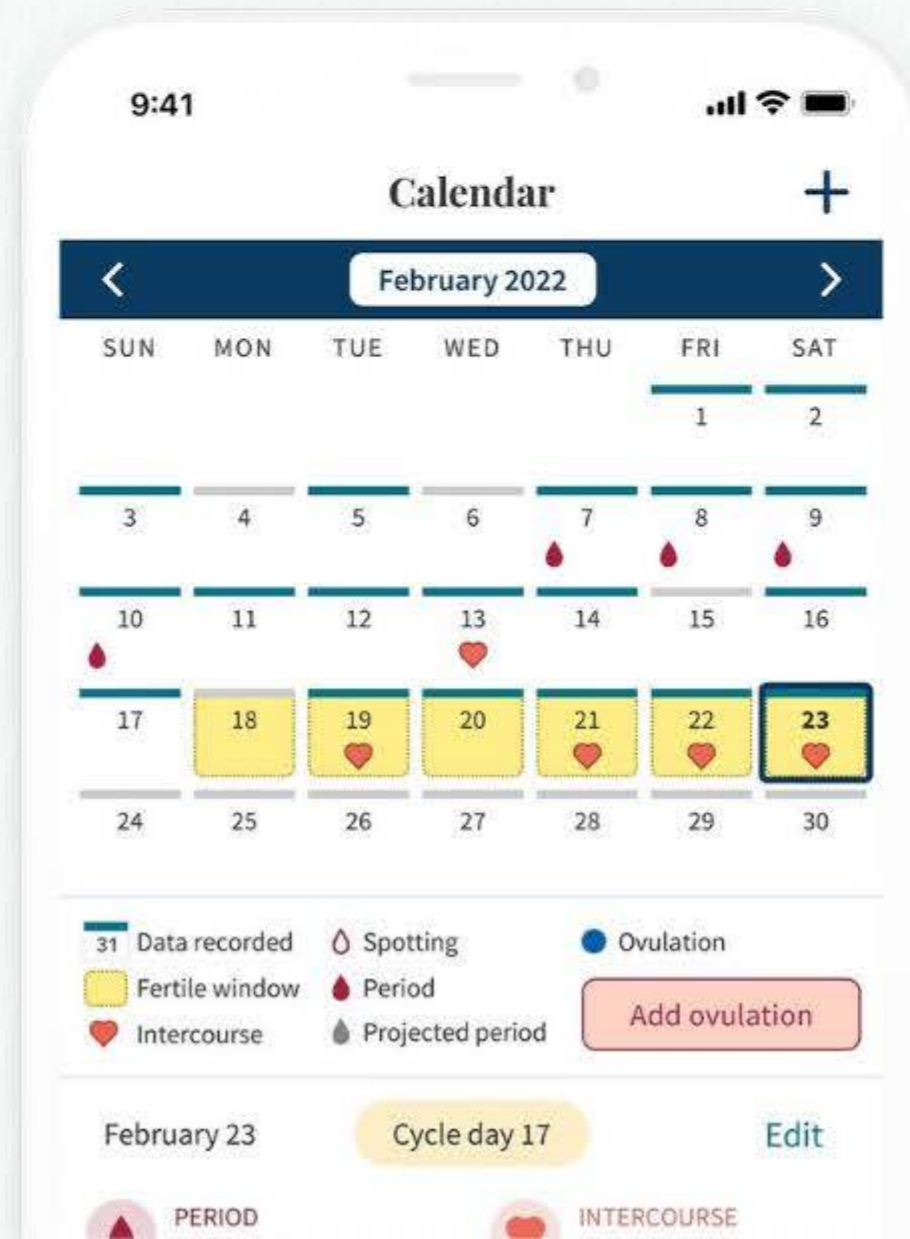 9:41
Calendar
February 2022
SUN MON TUE WED THU FRI SAT
1 2
3 4 5 6 7 8 9
10 11 12 13 14 15 16
17 18 19 20 21 22 23
24 25 26 27 28 29 30
31 Data recorded Spotting Ovulation
Fertile window Period
Add ovulation
Intercourse Projected period
February 23 Cycle day 17 Edit
PERIOD INTERCOURSE